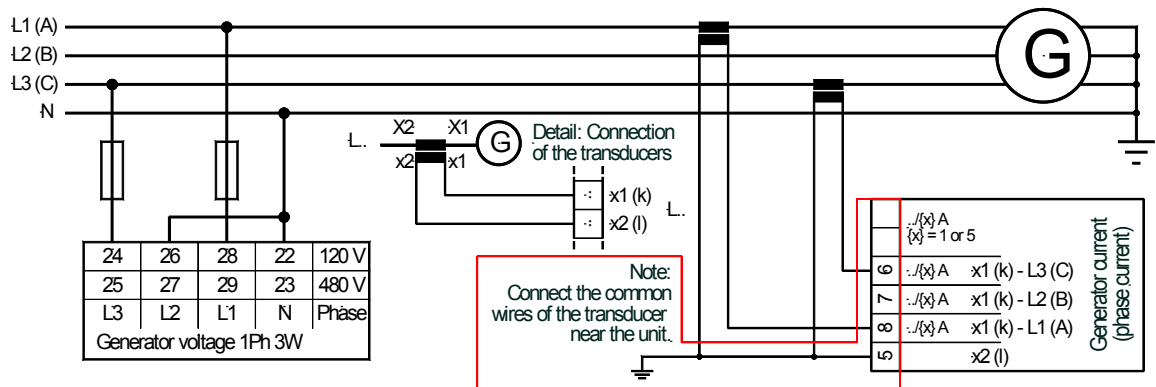 L1 (A)
L2 (B)
L3 (C)
N
G
X2 X1
L..
G
x2 x1
Detail: Connection
of the transducers
x1 (k)
L..
x2 (l)
24 26 28 22 120 V
25 27 29 23 480 V
L3 L2 L1 N Phase
Generator voltage 1Ph 3W
Note:
Connect the common
wires of the transducer
near the unit.
../{x} A
{x} = 1 or 5
6 ../{x} A x1 (k) - L3 (C)
7 ../{x} A x1 (k) - L2 (B)
8 ../{x} A x1 (k) - L1 (A)
5 x2 (l)
Generator current
(phase current)